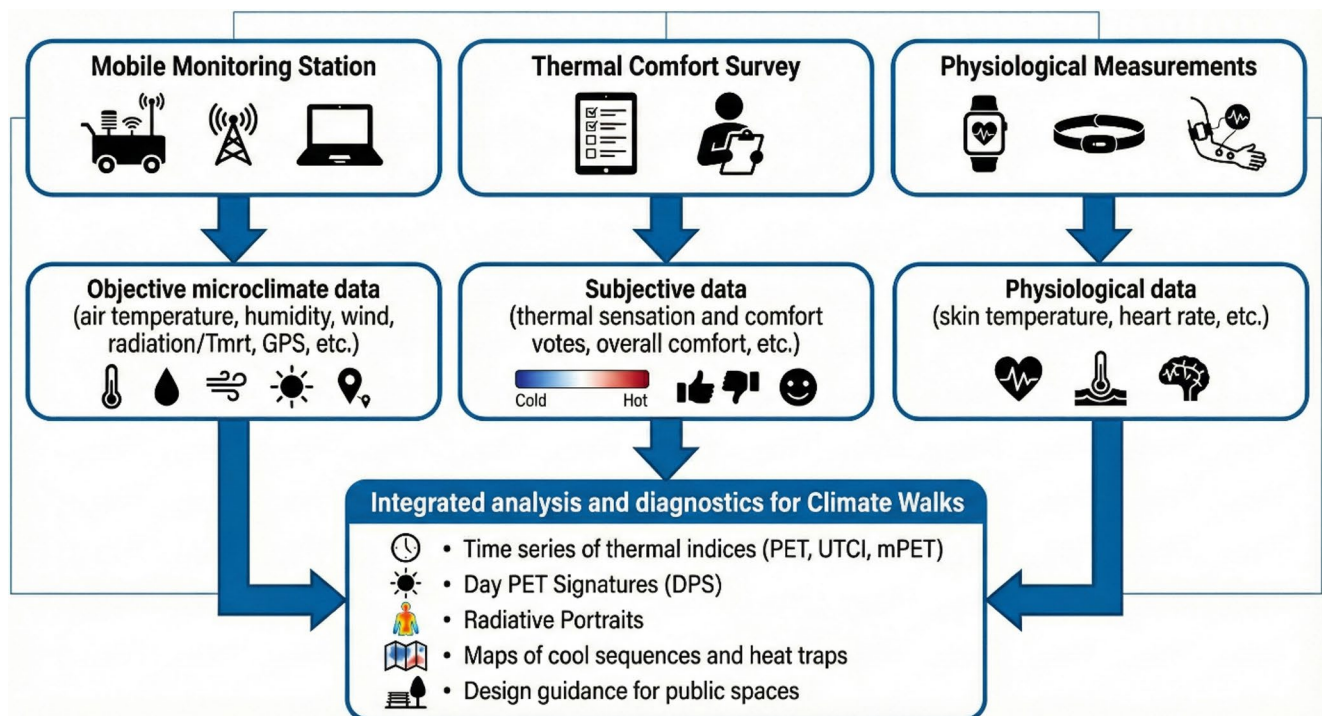 Mobile Monitoring Station
Thermal Comfort Survey
Physiological Measurements
Objective microclimate data
(air temperature, humidity, wind,
radiation/Tmrt, GPS, etc.)
Subjective data
(thermal sensation and comfort
votes, overall comfort, etc.)
Cold
Hot
Physiological data
(skin temperature, heart rate, etc.)
Integrated analysis and diagnostics for Climate Walks
• Time series of thermal indices (PET, UTCI, mPET)
• Day PET Signatures (DPS)
• Radiative Portraits
• Maps of cool sequences and heat traps
• Design guidance for public spaces